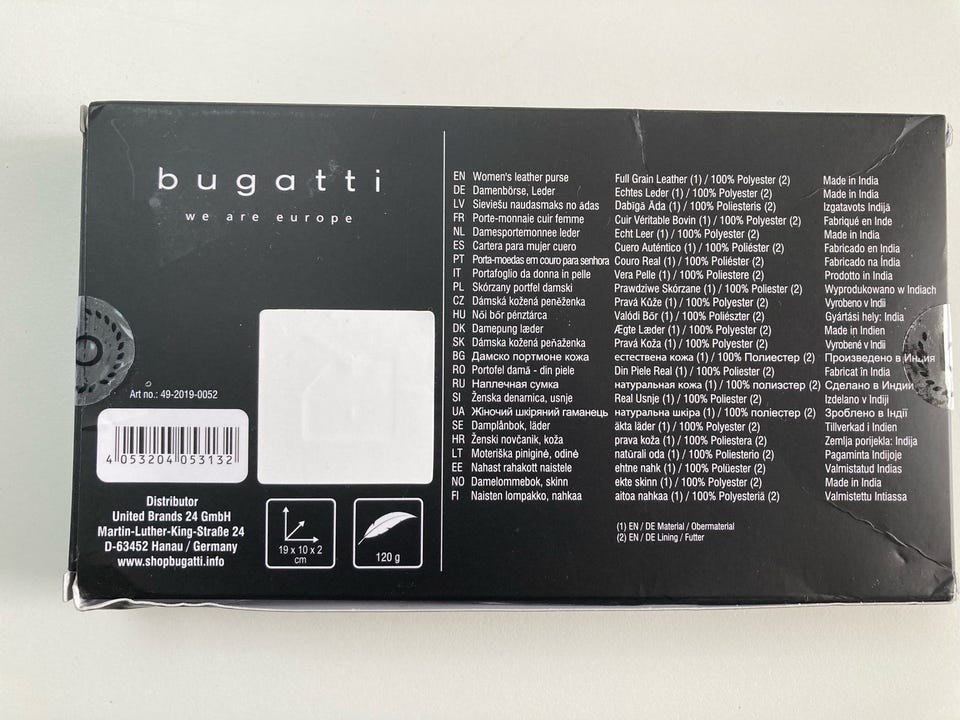 bugatti
we are europe
Art no.: 49-2019-0052
4 053204 053132
Distributor
United Brands 24 GmbH
Martin-Luther-King-Straße 24
D-63452 Hanau / Germany
www.shopbugatti.info
19 x 10 x 2
cm
120 g
EN Women's leather purse Full Grain Leather (1) / 100% Polyester (2) Made in India
DE Damenbörse, Leder Echtes Leder (1) / 100% Polyester (2) Made in India
LV Sieviešu naudasmaks no ādas Dabīgā Āda (1) / 100% Poliesteris (2) Izgatavots Indijā
FR Porte-monnaie cuir femme Cuir Véritable Bovin (1) / 100% Polyester (2) Fabriqué en Inde
NL Damesportemonnee leder Echt Leer (1) / 100% Polyester (2) Made in India
ES Cartera para mujer cuero Cuero Auténtico (1) / 100% Poliéster (2) Fabricado en India
PT Porta-moedas em couro para senhora Couro Real (1) / 100% Poliéster (2) Fabricado na Índia
IT Portafoglio da donna in pelle Vera Pelle (1) / 100% Poliestere (2) Prodotto in India
PL Skórzany portfel damski Prawdziwe Skórzane (1) / 100% Poliester (2) Wyprodukowano w Indiach
CZ Dámská kožená peněženka Pravá Kůže (1) / 100% Polyester (2) Vyrobeno v Indii
HU Női bőr pénztárca Valódi Bőr (1) / 100% Poliészter (2) Gyártási hely: India
DK Damepung læder Ægte Læder (1) / 100% Polyester (2) Made in Indien
SK Dámska kožená peňaženka Pravá Koža (1) / 100% Polyester (2) Vyrobené v Indii
BG Дамско портмоне кожа естествена кожа (1) / 100% Полиестер (2) Произведено в Индия
RO Portofel damă - din piele Din Piele Real (1) / 100% Polyester (2) Fabricat în India
RU Наплечная сумка натуральная кожа (1) / 100% полиэстер (2) Сделано в Индии
SI Ženska denarnica, usnje Real Usnje (1) / 100% Polyester (2) Izdelano v Indiji
UA Жіночий шкіряний гаманець натуральна шкіра (1) / 100% поліестер (2) Зроблено в Індії
SE Damplånbok, läder äkta läder (1) / 100% Polyester (2) Tillverkad i Indien
HR Ženski novčanik, koža prava koža (1) / 100% Poliestera (2) Zemlja porijekla: Indija
LT Moteriška piniginė, odinė natūrali oda (1) / 100% Poliesterio (2) Pagaminta Indijoje
EE Nahast rahakott naistele ehtne nahk (1) / 100% Polüester (2) Valmistatud Indias
NO Damelommebok, skinn ekte skinn (1) / 100% Polyester (2) Made in India
FI Naisten lompakko, nahkaa aitoa nahkaa (1) / 100% Polyesteriä (2) Valmistettu Intiassa
(1) EN / DE Material / Obermaterial
(2) EN / DE Lining / Futter